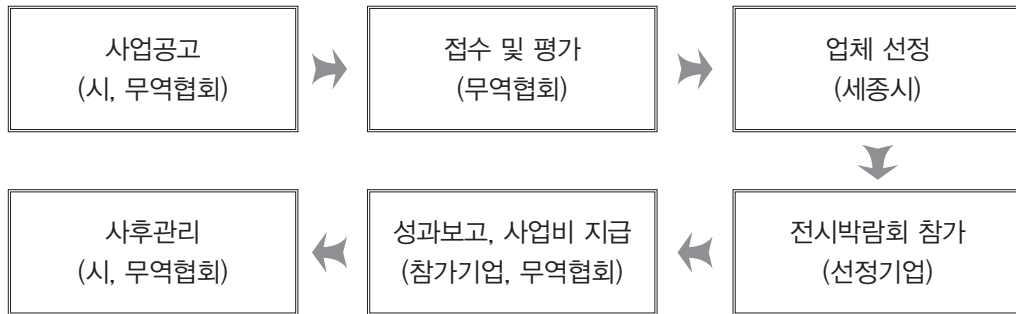 사업공고
(시, 무역협회)
접수 및 평가
(무역협회)
업체 선정
(세종시)
전시박람회 참가
(선정기업)
성과보고, 사업비 지급
(참가기업, 무역협회)
사후관리
(시, 무역협회)